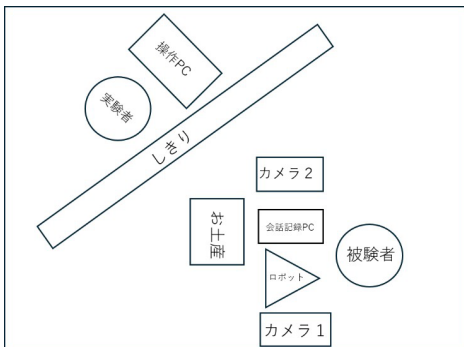 操作PC
実験者
しきり
カメラ2
お土産
会話記録PC
被験者
ロボット
カメラ1